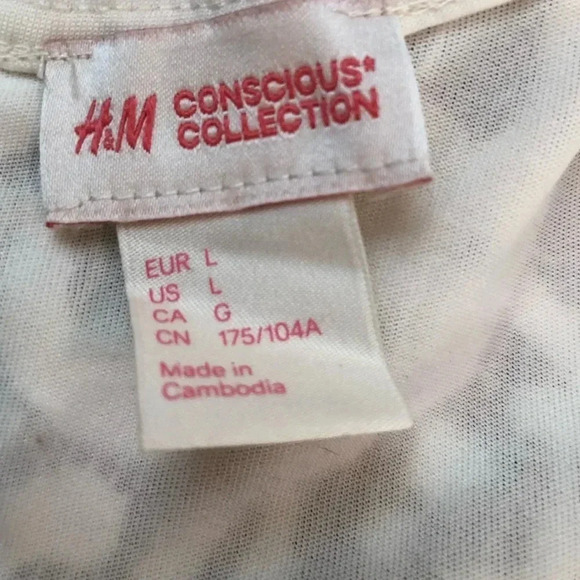 H&M CONSCIOUS*
COLLECTION
EUR L
US L
CA G
CN 175/104A
Made in
Cambodia